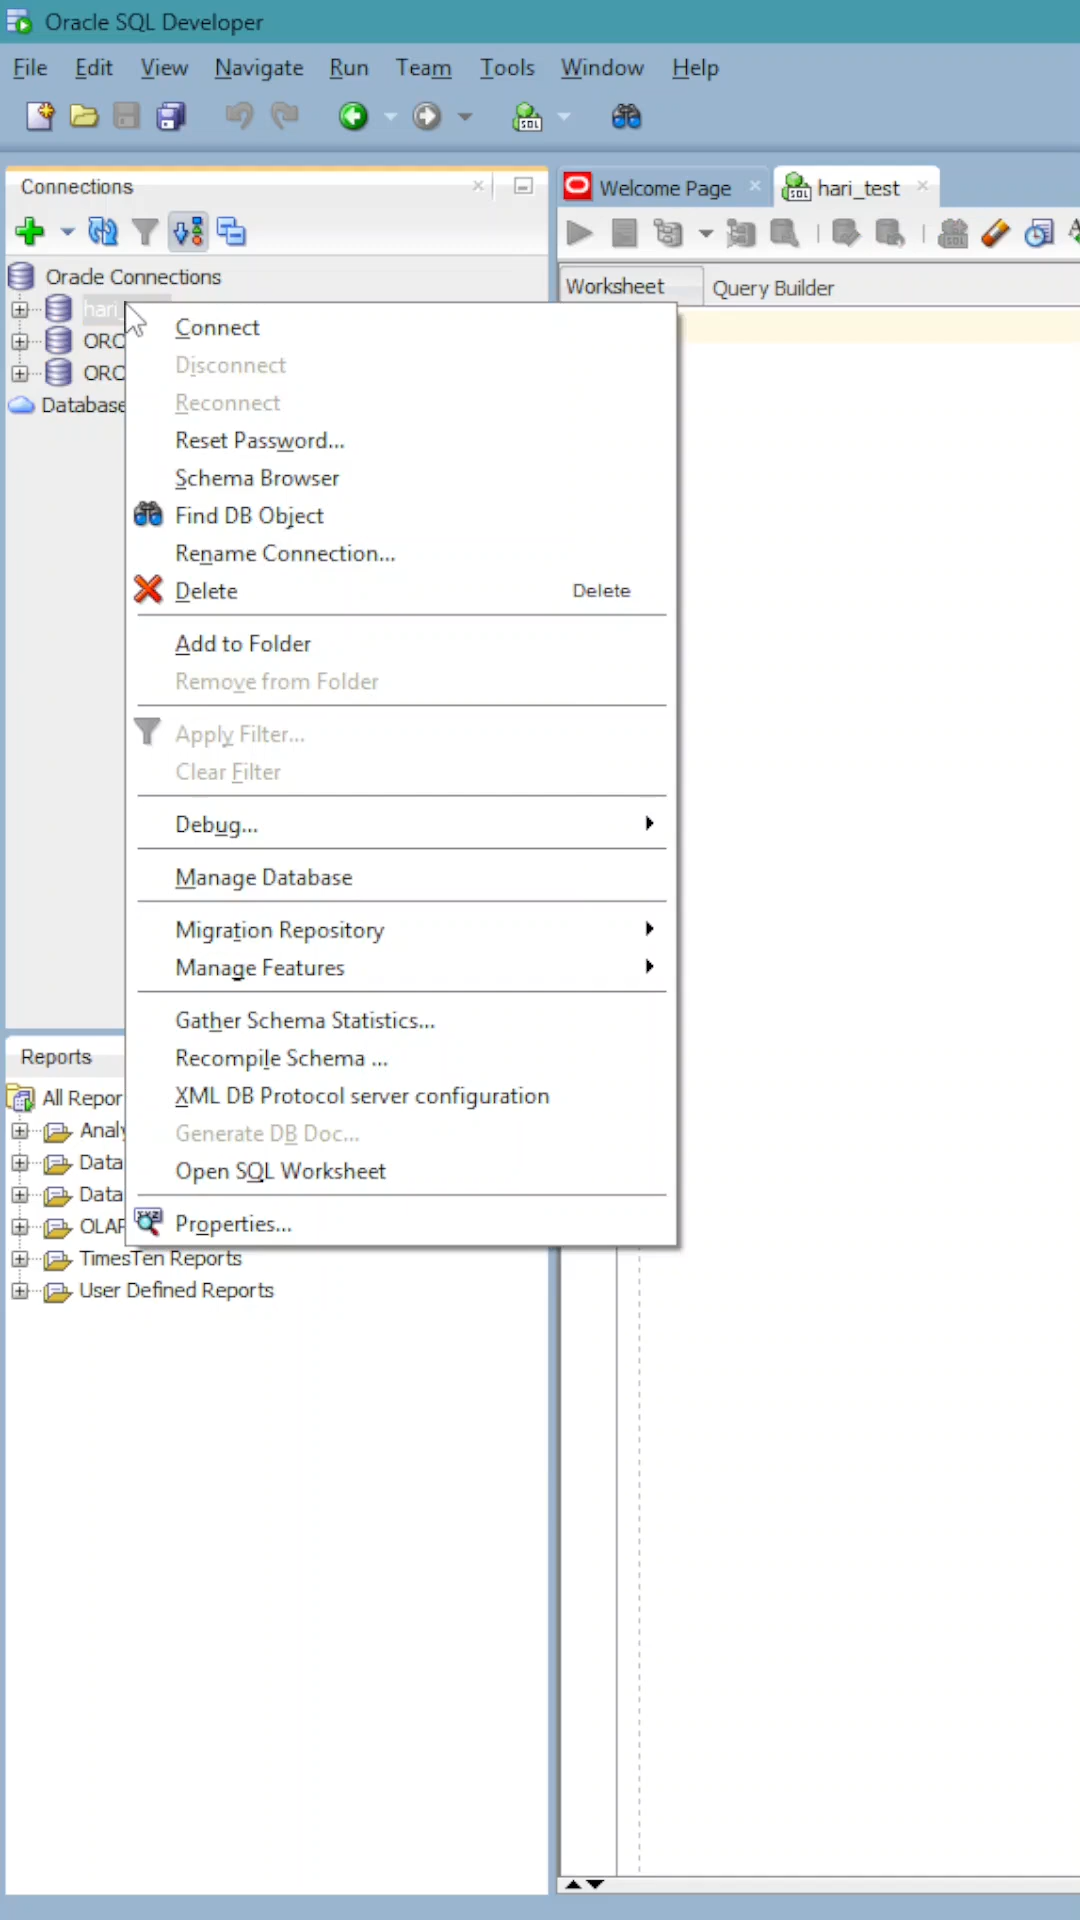 Oracle SQL Developer
File Edit View Navigate Run Team Tools Window Help
Connections
Welcome Page
hari_test
Worksheet
Query Builder
Oracle Connections
hari_
ORC
ORC
Database
Connect
Disconnect
Reconnect
Reset Password...
Schema Browser
Find DB Object
Rename Connection...
Delete Delete
Add to Folder
Remove from Folder
Apply Filter...
Clear Filter
Debug...
Manage Database
Migration Repository
Manage Features
Gather Schema Statistics...
Recompile Schema ...
XML DB Protocol server configuration
Generate DB Doc...
Open SQL Worksheet
Properties...
Reports
All Repor
Analy
Data
Data
OLAP
TimesTen Reports
User Defined Reports